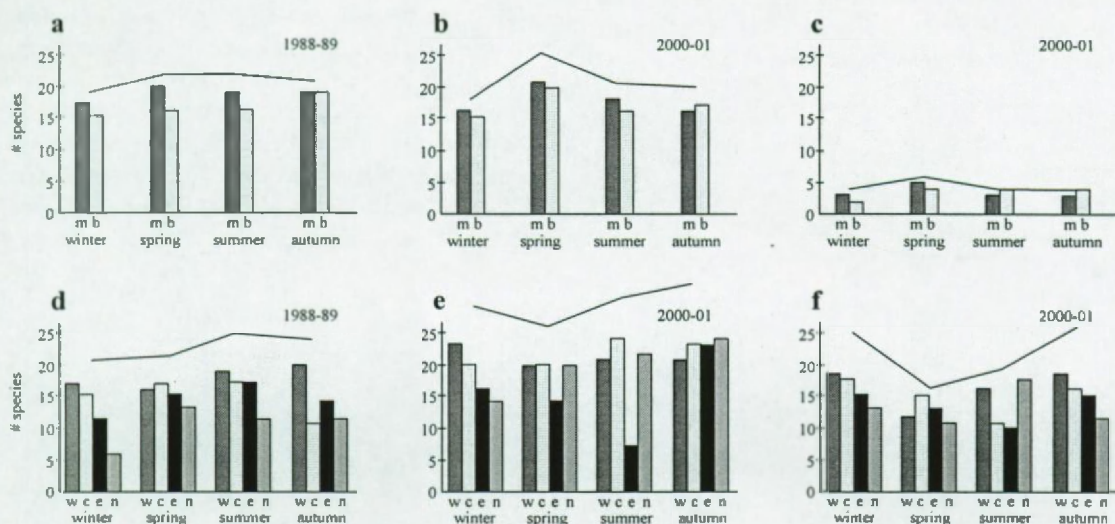 a b c
1988-89 2000-01 2000-01
25 25 25
20 20 20
# species
15 15 15
10 10 10
5 5 5
0 0 0
m b m b m b m b m b m b m b m b m b m b m b m b
winter spring summer autumn winter spring summer autumn winter spring summer autumn
d e f
1988-89 2000-01 2000-01
25 25 25
20 20 20
# species
15 15 15
10 10 10
5 5 5
0 0 0
w c e n w c e n w c e n w c e n w c e n w c e n w c e n w c e n w c e n w c e n w c e n w c e n
winter spring summer autumn winter spring summer autumn winter spring summer autumn